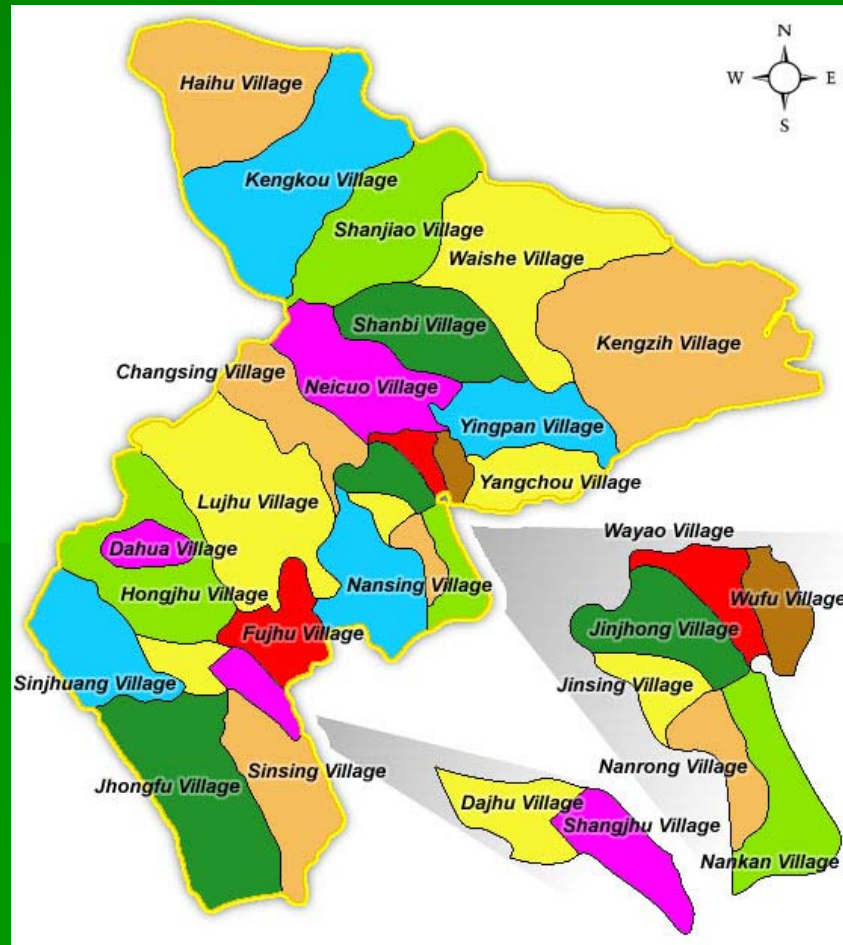 N
W E
S
Haihu Village
Kengkou Village
Shanjiao Village
Waishe Village
Shanbi Village
Kengzih Village
Changsing Village
Neicuo Village
Yingpan Village
Yangchou Village
Lujhu Village
Wayao Village
Dahua Village
Nansing Village
Hongjhu Village
Wufu Village
Fujhu Village
Jinjhong Village
Sinjhuang Village
Jinsing Village
Sinsing Village
Nanrong Village
Jhongfu Village
Dajhu Village
Shangjhu Village
Nankan Village